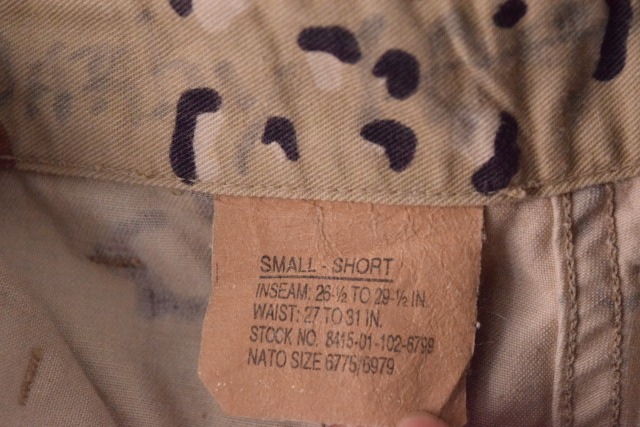 SMALL - SHORT
INSEAM: 26-½ TO 29-½ IN.
WAIST: 27 TO 31 IN.
STOCK NO. 8415-01-102-6799
NATO SIZE 6775/6979